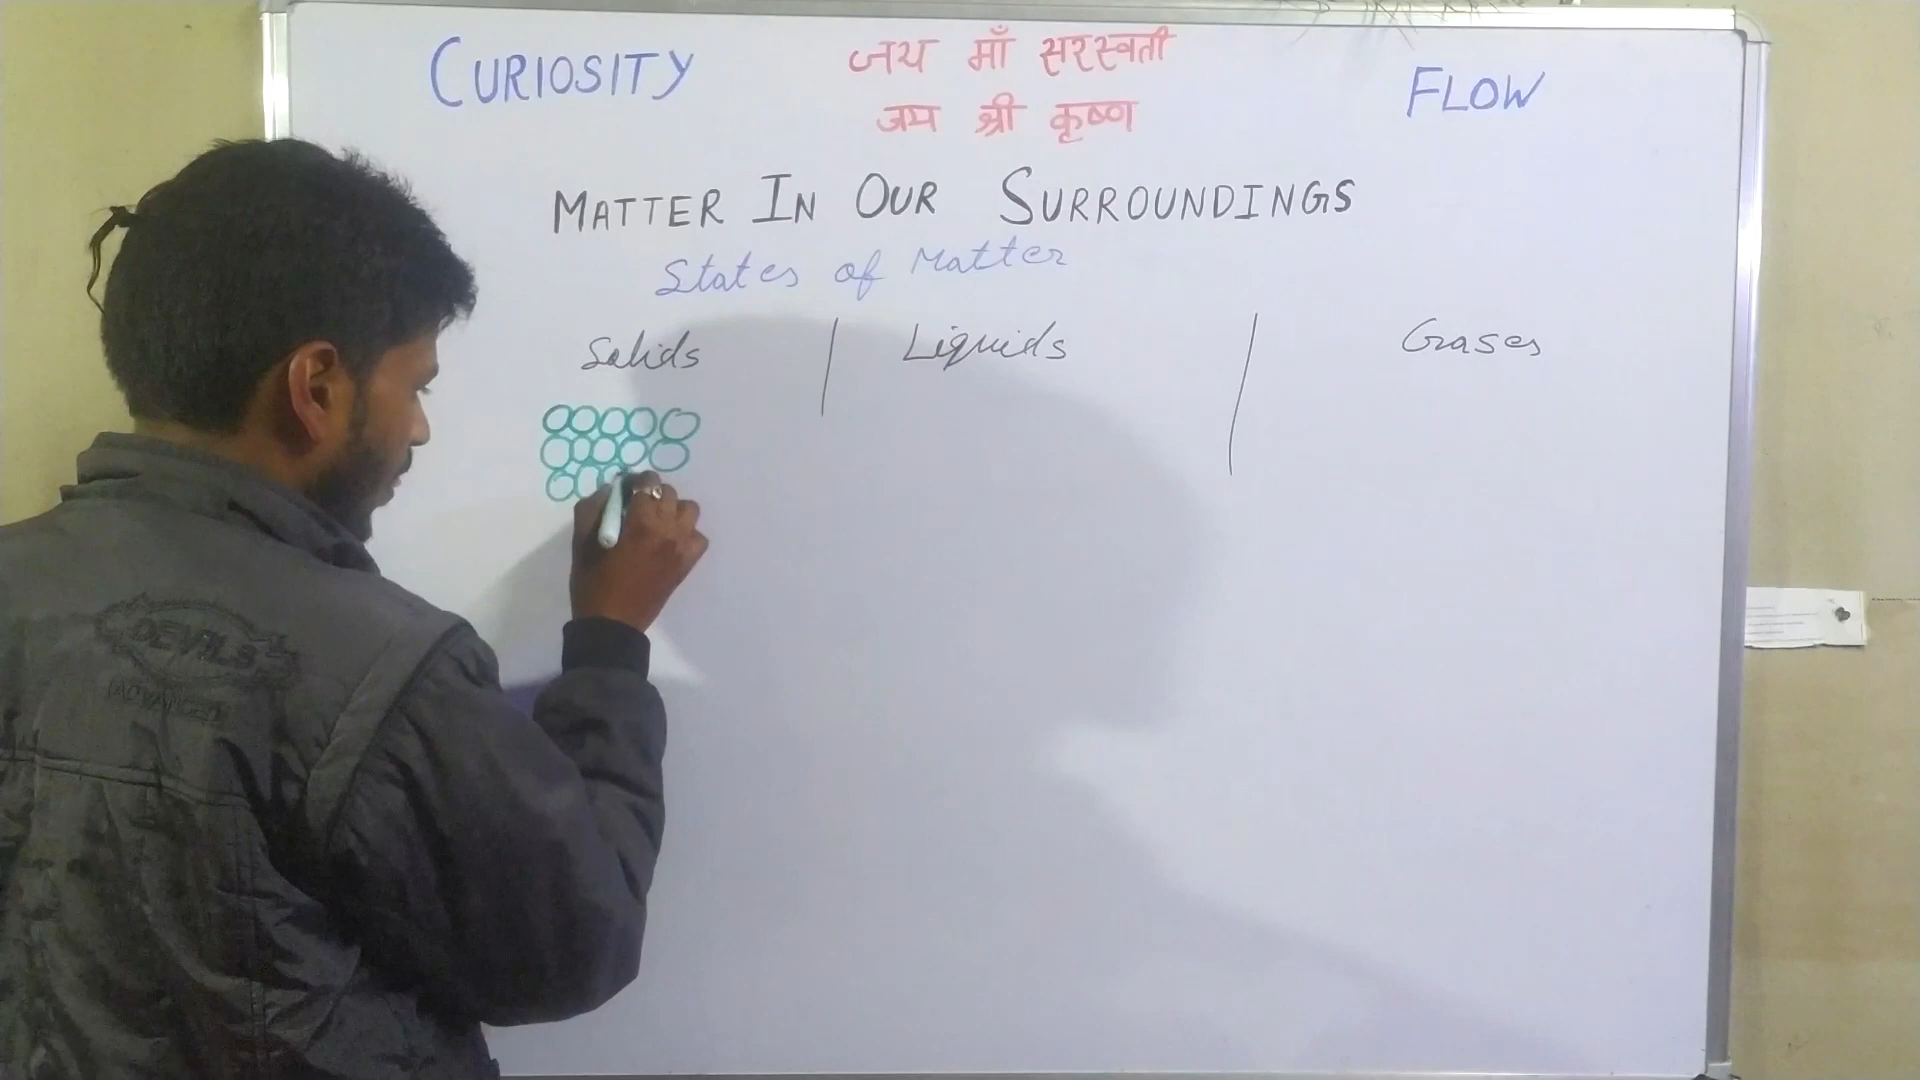 CURIOSITY जय माँ सरस्वती FLOW
जय श्री कृष्ण
MATTER IN OUR SURROUNDINGS
States of Matter
Solids Liquids Gases
DEVILS
ADVANCED